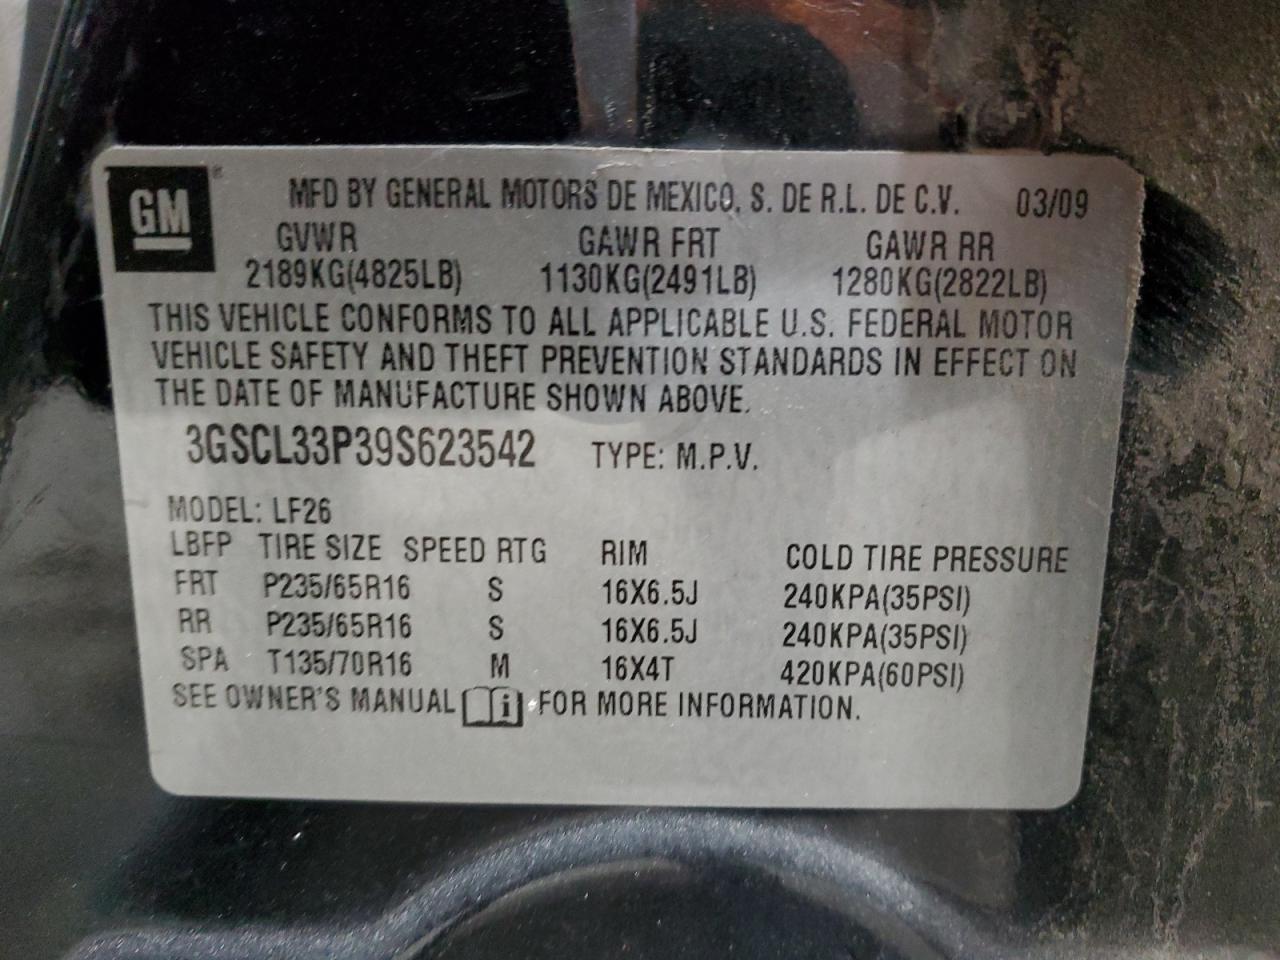 GM ®
MFD BY GENERAL MOTORS DE MEXICO, S. DE R.L. DE C.V. 03/09
GVWR GAWR FRT GAWR RR
2189KG(4825LB) 1130KG(2491LB) 1280KG(2822LB)
THIS VEHICLE CONFORMS TO ALL APPLICABLE U.S. FEDERAL MOTOR
VEHICLE SAFETY AND THEFT PREVENTION STANDARDS IN EFFECT ON
THE DATE OF MANUFACTURE SHOWN ABOVE.
3GSCL33P39S623542 TYPE: M.P.V.
MODEL: LF26
LBFP TIRE SIZE SPEED RTG RIM COLD TIRE PRESSURE
FRT P235/65R16 S 16X6.5J 240KPA(35PSI)
RR P235/65R16 S 16X6.5J 240KPA(35PSI)
SPA T135/70R16 M 16X4T 420KPA(60PSI)
SEE OWNER'S MANUAL i FOR MORE INFORMATION.